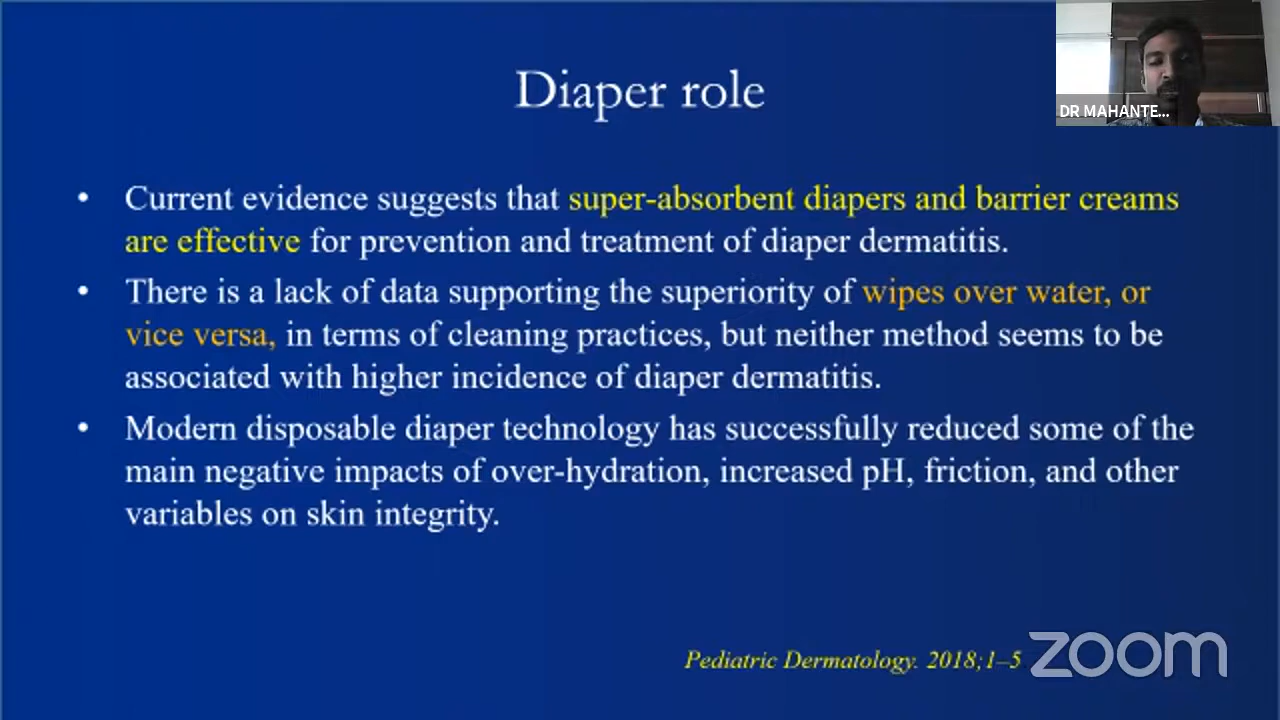 Diaper role
DR MAHANTE...
• Current evidence suggests that super-absorbent diapers and barrier creams
are effective for prevention and treatment of diaper dermatitis.
• There is a lack of data supporting the superiority of wipes over water, or
vice versa, in terms of cleaning practices, but neither method seems to be
associated with higher incidence of diaper dermatitis.
• Modern disposable diaper technology has successfully reduced some of the
main negative impacts of over-hydration, increased pH, friction, and other
variables on skin integrity.
Pediatric Dermatology. 2018;1–5
zoom